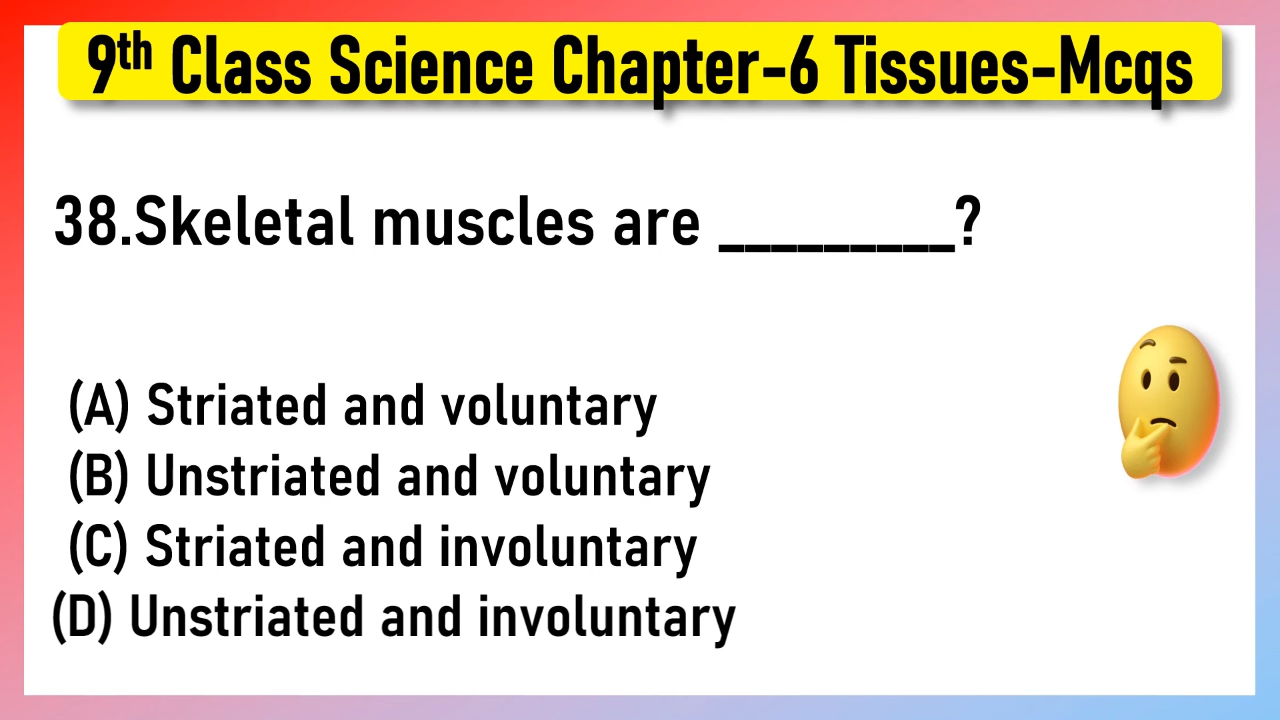 9th Class Science Chapter-6 Tissues-Mcqs
38.Skeletal muscles are _________?
(A) Striated and voluntary
(B) Unstriated and voluntary
(C) Striated and involuntary
(D) Unstriated and involuntary